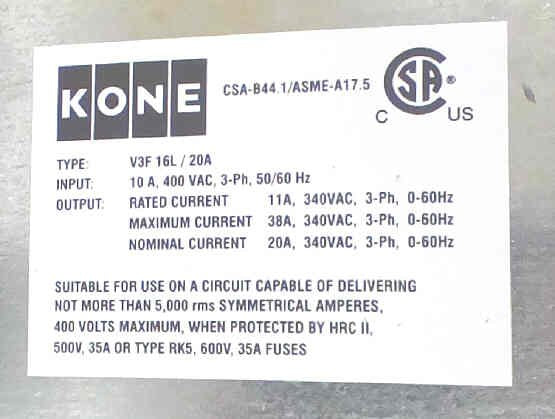 KONE
CSA-B44.1/ASME-A17.5
CSA ®
C US
TYPE: V3F 16L / 20A
INPUT: 10 A, 400 VAC, 3-Ph, 50/60 Hz
OUTPUT: RATED CURRENT 11A, 340VAC, 3-Ph, 0-60Hz
MAXIMUM CURRENT 38A, 340VAC, 3-Ph, 0-60Hz
NOMINAL CURRENT 20A, 340VAC, 3-Ph, 0-60Hz
SUITABLE FOR USE ON A CIRCUIT CAPABLE OF DELIVERING
NOT MORE THAN 5,000 rms SYMMETRICAL AMPERES,
400 VOLTS MAXIMUM, WHEN PROTECTED BY HRC II,
500V, 35A OR TYPE RK5, 600V, 35A FUSES